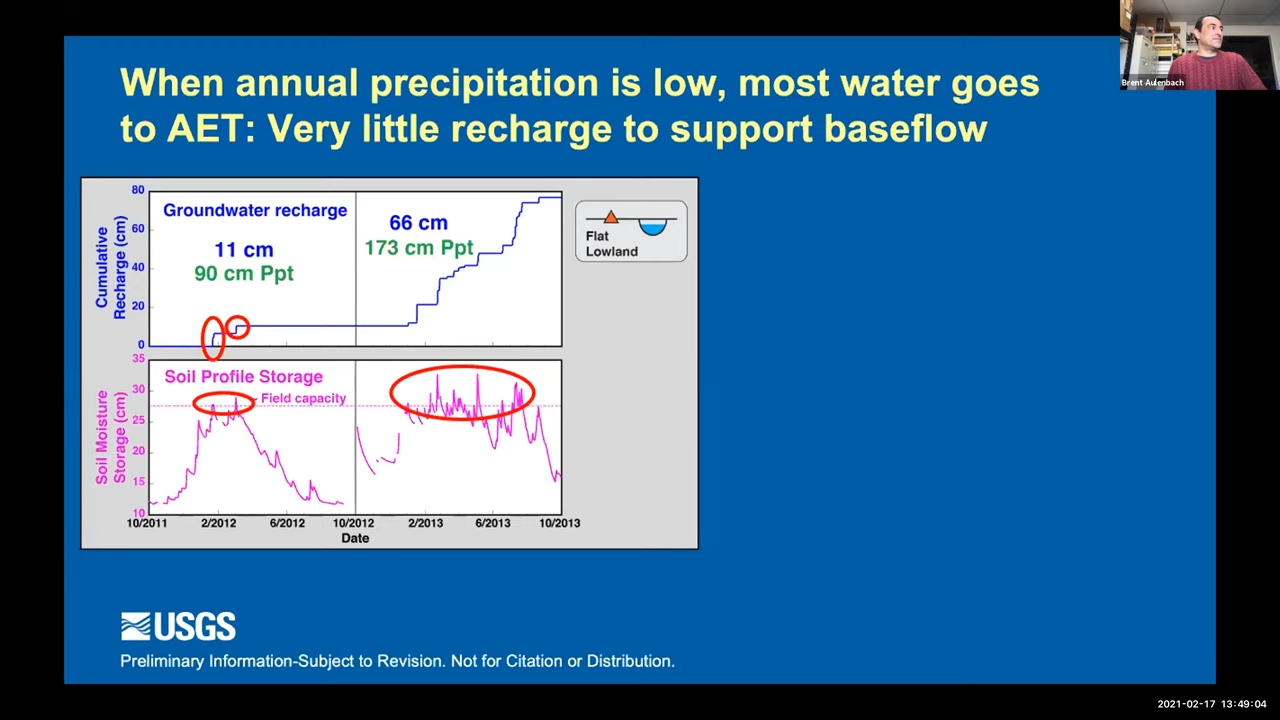 Brent Aulenbach
When annual precipitation is low, most water goes
to AET: Very little recharge to support baseflow
Cumulative
Recharge (cm)
80
60
40
20
0
Groundwater recharge
11 cm
90 cm Ppt
66 cm
173 cm Ppt
Flat
Lowland
Soil Moisture
Storage (cm)
35
30
25
20
15
10
Soil Profile Storage
Field capacity
10/2011
2/2012
6/2012
10/2012
2/2013
6/2013
10/2013
Date
USGS
Preliminary Information-Subject to Revision. Not for Citation or Distribution.
2021-02-17 13:49:04